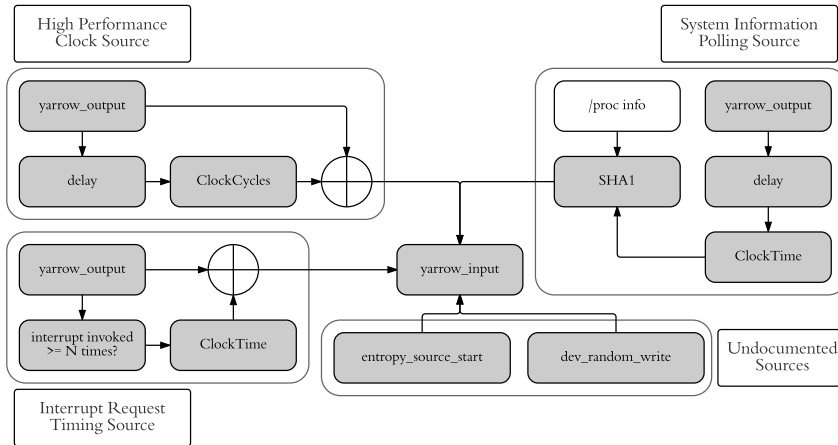 High Performance
Clock Source
System Information
Polling Source
yarrow_output
delay
ClockCycles
/proc info
yarrow_output
SHA1
delay
ClockTime
yarrow_output
interrupt invoked
>= N times?
ClockTime
yarrow_input
entropy_source_start
dev_random_write
Undocumented
Sources
Interrupt Request
Timing Source